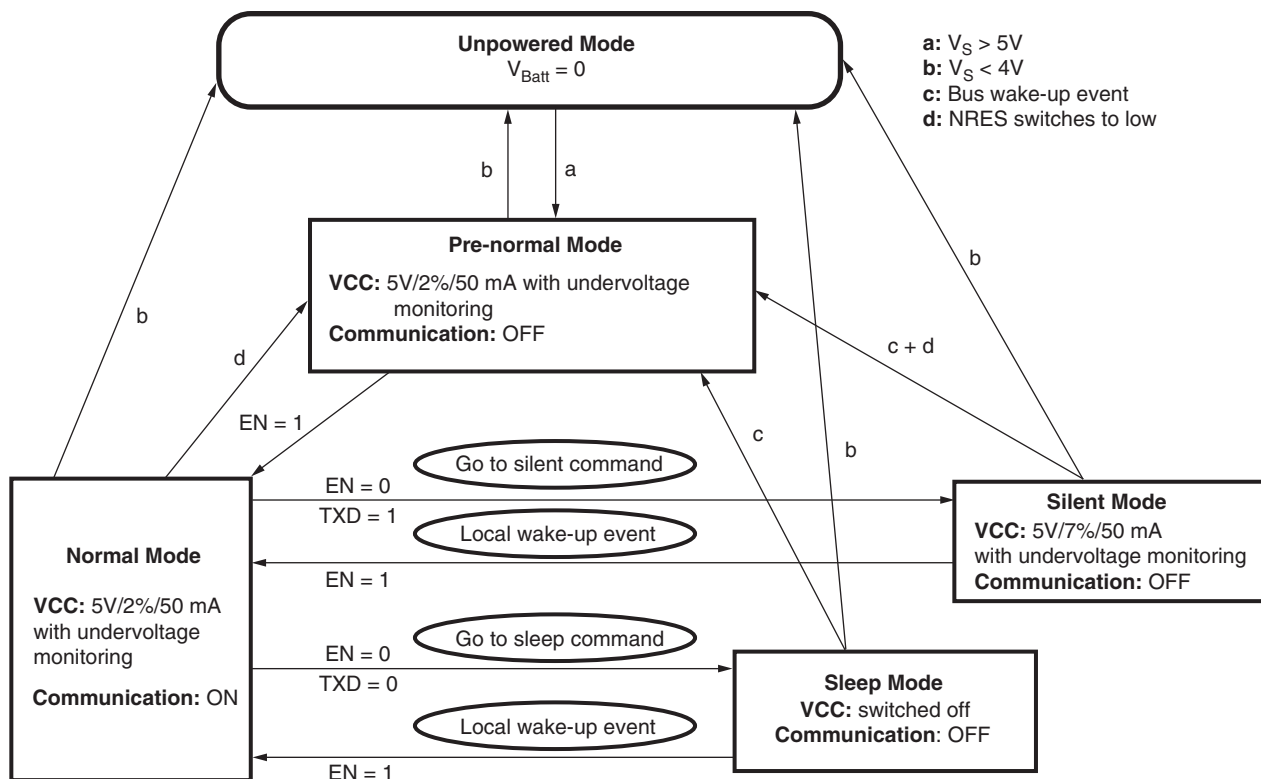 Unpowered Mode
V_Batt = 0
a: V_S > 5V
b: V_S < 4V
c: Bus wake-up event
d: NRES switches to low
b
a
Pre-normal Mode
VCC: 5V/2%/50 mA with undervoltage
monitoring
Communication: OFF
b
b
d
c + d
EN = 1
c
b
Go to silent command
EN = 0
TXD = 1
Local wake-up event
EN = 1
Silent Mode
VCC: 5V/7%/50 mA
with undervoltage monitoring
Communication: OFF
Normal Mode
VCC: 5V/2%/50 mA
with undervoltage
monitoring
Communication: ON
Go to sleep command
EN = 0
TXD = 0
Local wake-up event
EN = 1
Sleep Mode
VCC: switched off
Communication: OFF